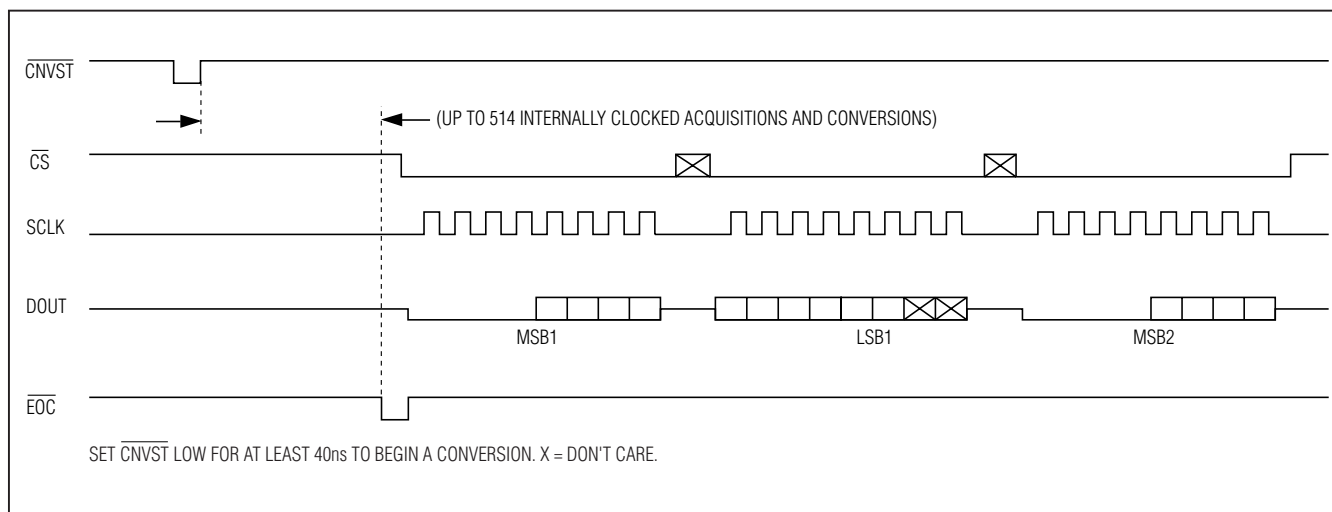 CNVST
(UP TO 514 INTERNALLY CLOCKED ACQUISITIONS AND CONVERSIONS)
CS
SCLK
DOUT
MSB1 LSB1 MSB2
EOC
SET CNVST LOW FOR AT LEAST 40ns TO BEGIN A CONVERSION. X = DON'T CARE.